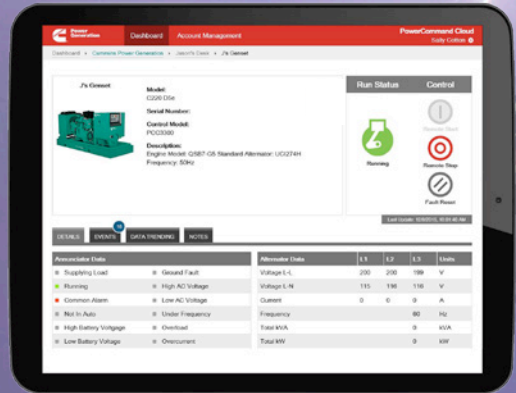 Power
Generation
Dashboard
Account Management
PowerCommand Cloud
Sally Cotton
Dashboard › Cummins Power Generation › Jason's Desk › J's Genset
J's Genset
Model:
C220 D5e
Serial Number:
Control Model:
PCC3300
Description:
Engine Model: QSB7-G5 Standard Alternator: UCI274H
Frequency: 50Hz
Run Status
Running
Control
Remote Start
Remote Stop
Fault Reset
Last Update:
DETAILS
EVENTS
DATA TRENDING
NOTES
Annunciator Data
Supplying Load
Ground Fault
Running
High AC Voltage
Common Alarm
Low AC Voltage
Not In Auto
Under Frequency
High Battery Voltage
Overload
Low Battery Voltage
Overcurrent
Alternator Data L1 L2 L3 Units
Voltage L-L 200 200 199 V
Voltage L-N 115 116 116 V
Current 0 0 0 A
Frequency 60 Hz
Total kVA 0 kVA
Total kW 0 kW